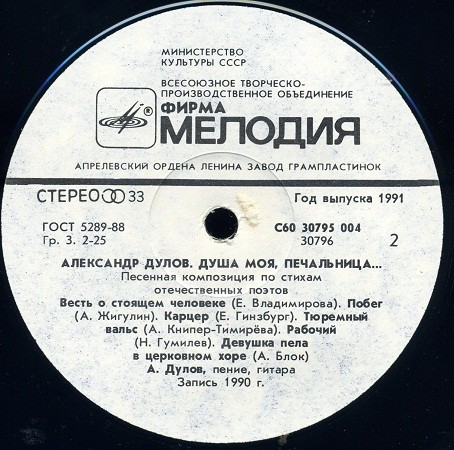 МИНИСТЕРСТВО
КУЛЬТУРЫ СССР
ВСЕСОЮЗНОЕ ТВОРЧЕСКО-
ПРОИЗВОДСТВЕННОЕ ОБЪЕДИНЕНИЕ
® ФИРМА
МЕЛОДИЯ
АПРЕЛЕВСКИЙ ОРДЕНА ЛЕНИНА ЗАВОД ГРАМПЛАСТИНОК
СТЕРЕО 33 Год выпуска 1991
ГОСТ 5289-88 С60 30795 004
Гр. 3. 2-25 30796 2
АЛЕКСАНДР ДУЛОВ. ДУША МОЯ, ПЕЧАЛЬНИЦА...
Песенная композиция по стихам
отечественных поэтов
Весть о стоящем человеке (Е. Владимирова). Побег
(А. Жигулин). Карцер (Е. Гинзбург). Тюремный
вальс (А. Книпер-Тимирёва). Рабочий
(Н. Гумилев). Девушка пела
в церковном хоре (А. Блок)
А. Дулов, пение, гитара
Запись 1990 г.